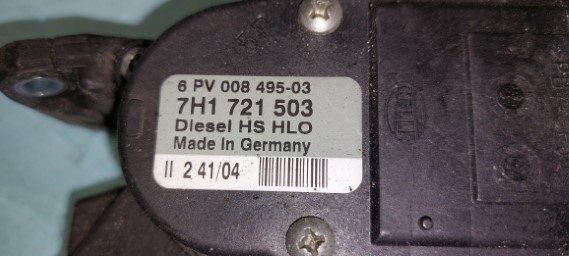 6 PV 008 495-03
7H1 721 503
Diesel HS HLO
Made In Germany
II 2 41/04